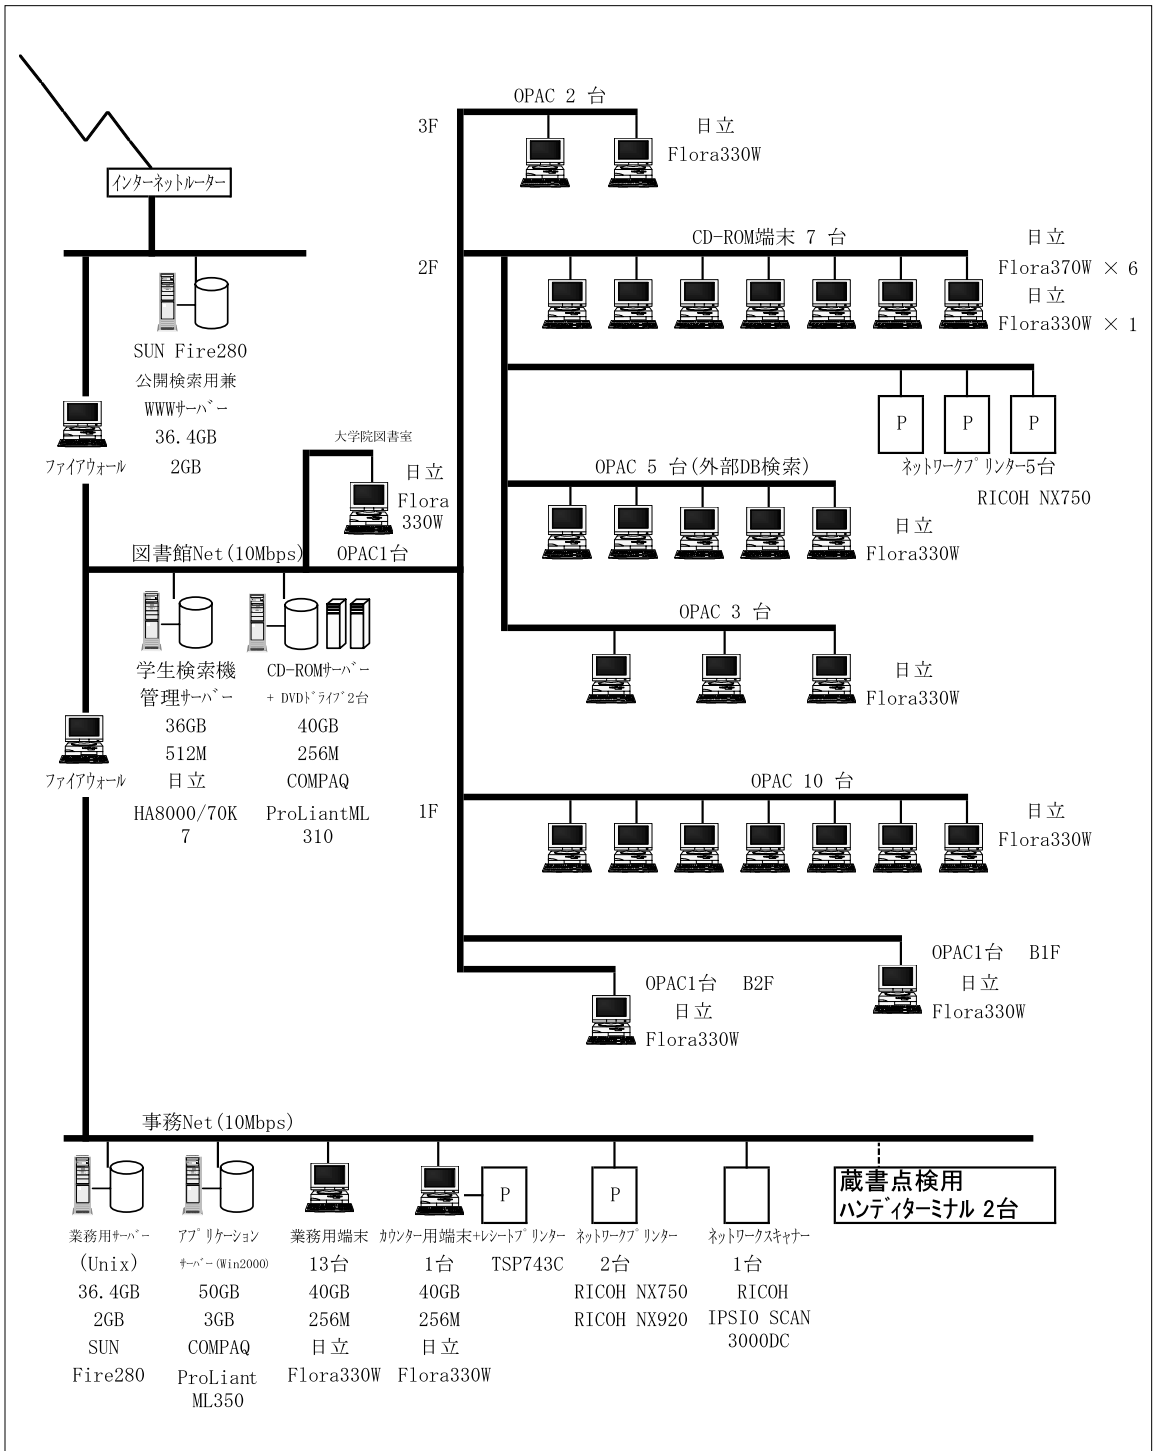 OPAC 2 台
3F
日立
Flora330W
インターネットルーター
CD-ROM端末 7 台
2F
日立
Flora370W × 6
日立
Flora330W × 1
SUN Fire280
公開検索用兼
WWWサーバー
36.4GB
2GB
ファイアウォール
P
P
P
ネットワークプリンター5台
RICOH NX750
大学院図書室
日立
Flora
330W
OPAC1台
OPAC 5 台(外部DB検索)
日立
Flora330W
図書館Net(10Mbps)
OPAC 3 台
日立
Flora330W
学生検索機
管理サーバー
36GB
512M
日立
HA8000/70K
7
CD-ROMサーバー
+ DVDドライブ2台
40GB
256M
COMPAQ
ProLiantML
310
ファイアウォール
OPAC 10 台
1F
日立
Flora330W
OPAC1台 B1F
日立
Flora330W
OPAC1台 B2F
日立
Flora330W
事務Net(10Mbps)
P
P
蔵書点検用
ハンディターミナル 2台
業務用サーバー
(Unix)
36.4GB
2GB
SUN
Fire280
アプリケーション
サーバー(Win2000)
50GB
3GB
COMPAQ
ProLiant
ML350
業務用端末
13台
40GB
256M
日立
Flora330W
カウンター用端末+レシートプリンター
1台
TSP743C
40GB
256M
日立
Flora330W
ネットワークプリンター
2台
RICOH NX750
RICOH NX920
ネットワークスキャナー
1台
RICOH
IPSIO SCAN
3000DC